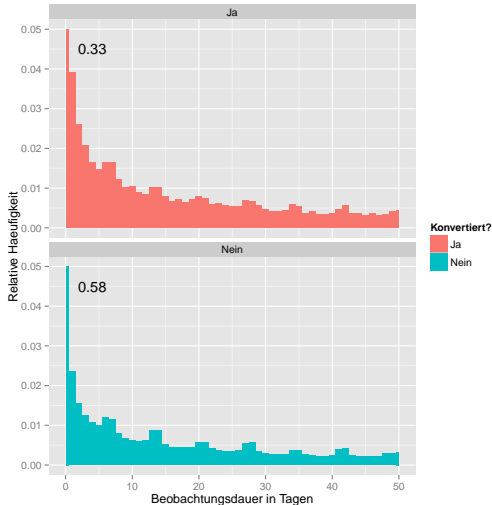 Ja
0.05
0.33
0.04
0.03
0.02
0.01
0.00
Nein
0.05
0.58
0.04
0.03
0.02
0.01
0.00
0 10 20 30 40 50
Beobachtungsdauer in Tagen
Relative Haeufigkeit
Konvertiert?
Ja
Nein